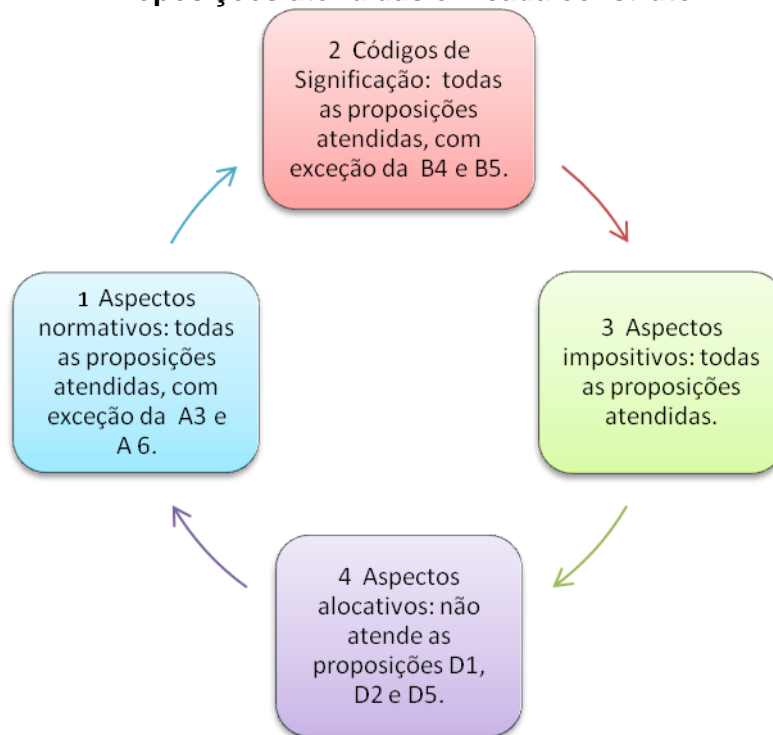 2 Códigos de
Significação: todas
as proposições
atendidas, com
exceção da B4 e B5.
1 Aspectos
normativos: todas
as proposições
atendidas, com
exceção da A3 e
A 6.
3 Aspectos
impositivos: todas
as proposições
atendidas.
4 Aspectos
alocativos: não
atende as
proposições D1,
D2 e D5.